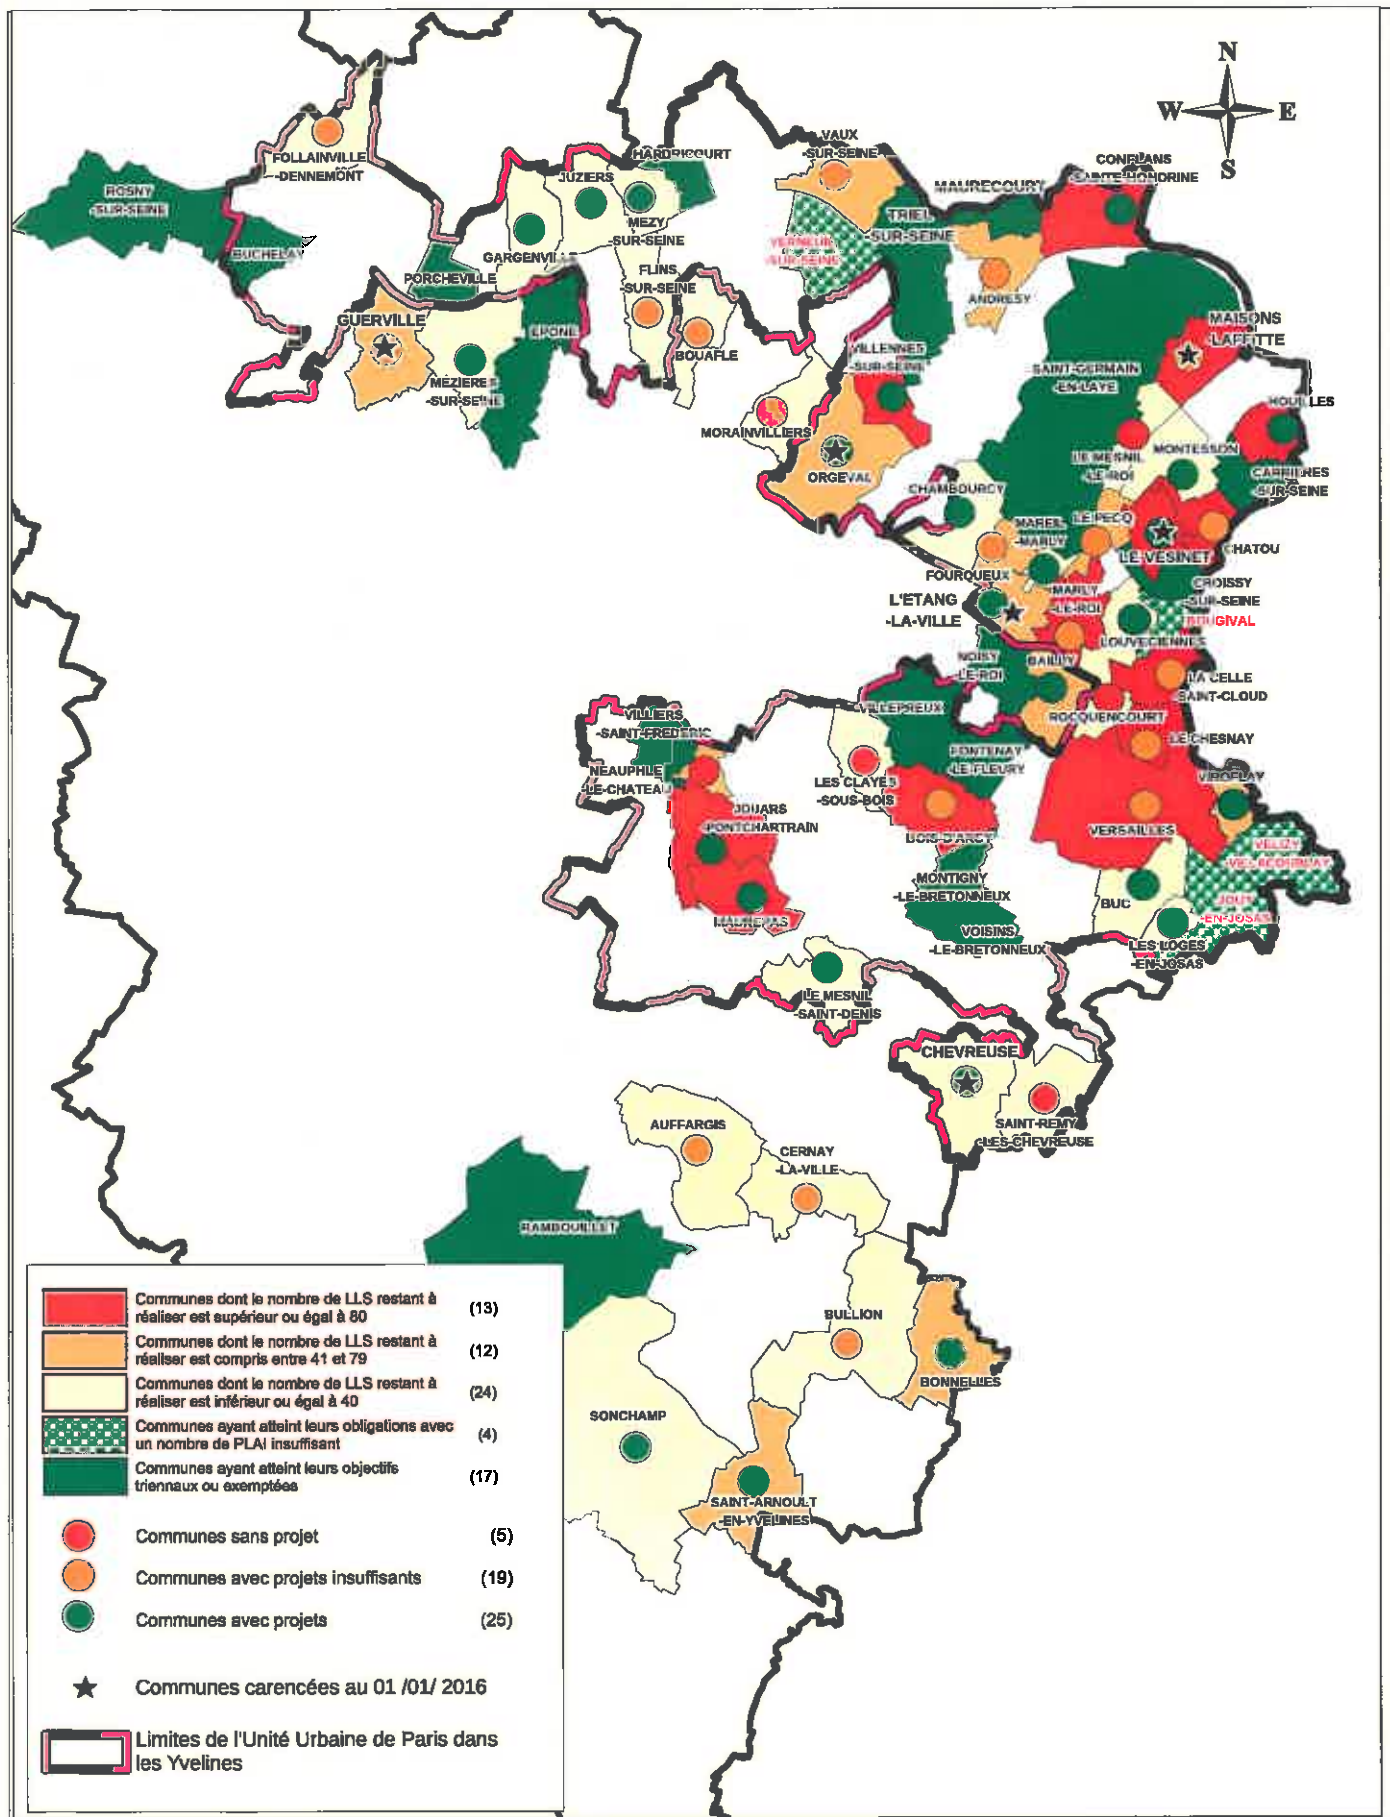 N
W
E
S
VAUX
-SUR-SEINE
CONFLANS
SAINTE-HONORINE
HARDRICOURT
FOLLAINVILLE
-DENNEMONT
JUZIERS
MAURECOURT
ROSNY
-SUR-SEINE
MEZY
-SUR-SEINE
TRIEL
-SUR-SEINE
VERNEUIL
-SUR-SEINE
BUCHELAY
GARGENVILLE
PORCHEVILLE
FLINS
-SUR-SEINE
ANDRESY
GUERVILLE
EPONE
BOUAFLE
MAISONS
-LAFFITTE
VILLENNES
-SUR-SEINE
SAINT-GERMAIN
-EN-LAYE
MÉZIERES
-SUR-SEINE
HOUILLES
MORAINVILLIERS
LE MESNIL
-LE-ROI
MONTESSON
ORGEVAL
CARRIERES
-SUR-SEINE
CHAMBOURCY
MAREIL
-MARLY
LE PECQ
CHATOU
LE-VESINET
FOURQUEUX
L'ETANG
-LA-VILLE
MARLY
-LE-ROI
CROISSY
-SUR-SEINE
BOUGIVAL
LOUVECIENNES
NOISY
-LE-ROI
BAILLY
LA CELLE
SAINT-CLOUD
VILLEPREUX
ROCQUENCOURT
VILLIERS
-SAINT-FREDERIC
LE CHESNAY
FONTENAY
-LE-FLEURY
NEAUPHLE
-LE-CHATEAU
LES CLAYES
-SOUS-BOIS
VIROFLAY
JOUARS
-PONTCHARTRAIN
BOIS-D'ARCY
VERSAILLES
VELIZY
-VILLACOUBLAY
MONTIGNY
-LE-BRETONNEUX
BUC
JOUY
-EN-JOSAS
MAUREPAS
VOISINS
-LE-BRETONNEUX
LES LOGES
-EN-JOSAS
LE MESNIL
-SAINT-DENIS
CHEVREUSE
SAINT-REMY
-LES-CHEVREUSE
AUFFARGIS
CERNAY
-LA-VILLE
RAMBOUILLET
BULLION
BONNELLES
SONCHAMP
SAINT-ARNOULT
-EN-YVELINES
Communes dont le nombre de LLS restant à
réaliser est supérieur ou égal à 80 (13)
Communes dont le nombre de LLS restant à
réaliser est compris entre 41 et 79 (12)
Communes dont le nombre de LLS restant à
réaliser est inférieur ou égal à 40 (24)
Communes ayant atteint leurs obligations avec
un nombre de PLAI insuffisant (4)
Communes ayant atteint leurs objectifs
triennaux ou exemptées (17)
Communes sans projet (5)
Communes avec projets insuffisants (19)
Communes avec projets (25)
Communes carencées au 01 /01/ 2016
Limites de l'Unité Urbaine de Paris dans
les Yvelines